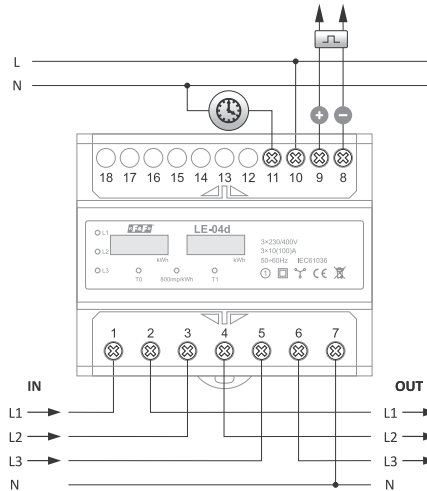 L
N
+ −
18 17 16 15 14 13 12 11 10 9 8
L1
L2
L3
F&F
LE-04d
kWh
kWh
T0
800imp/kWh
T1
3×230/400V
3×10(100)A
50÷60Hz IEC61036
1
CE
1 2 3 4 5 6 7
IN
OUT
L1
L1
L2
L2
L3
L3
N
N